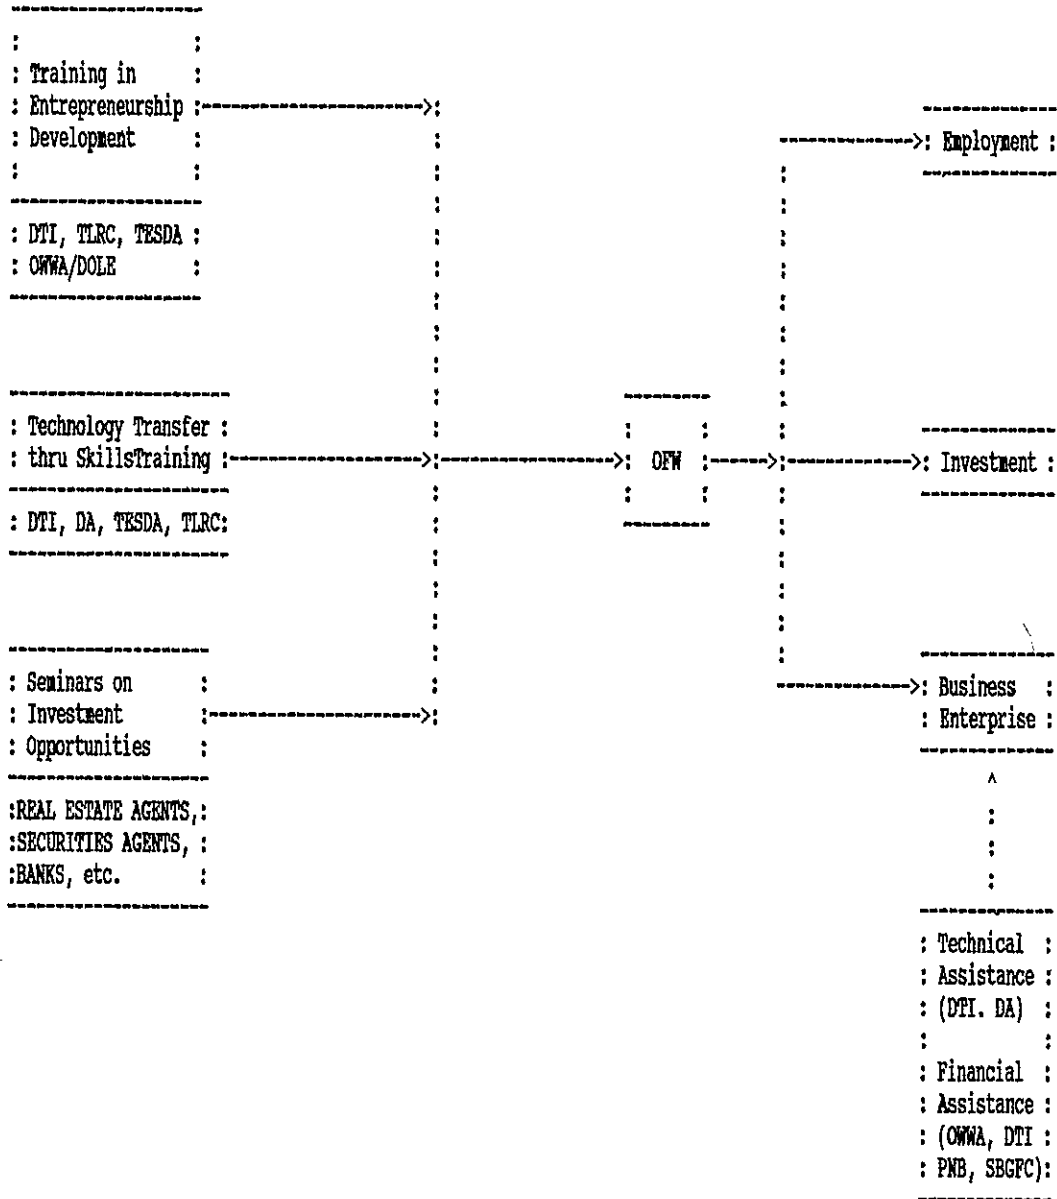 Training in
Entrepreneurship
Development
DTI, TLRC, TESDA
OWWA/DOLE
Technology Transfer
thru SkillsTraining
DTI, DA, TESDA, TLRC
Seminars on
Investment
Opportunities
REAL ESTATE AGENTS,
SECURITIES AGENTS,
BANKS, etc.
OFW
Employment
Investment
Business
Enterprise
Technical
Assistance
(DTI. DA)
Financial
Assistance
(OWWA, DTI
PNB, SBGFC)